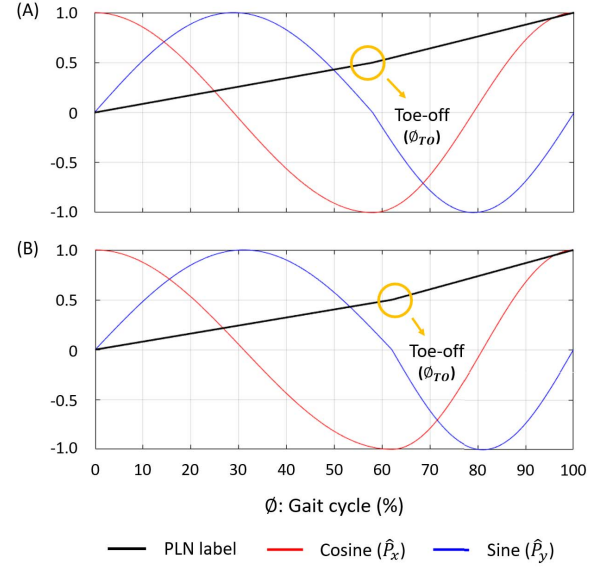 (A)
1.0
0.5
0
-0.5
-1.0
Toe-off
(∅TO)
(B)
1.0
0.5
0
-0.5
-1.0
Toe-off
(∅TO)
0 10 20 30 40 50 60 70 80 90 100
∅: Gait cycle (%)
PLN label Cosine (P̂x) Sine (P̂y)